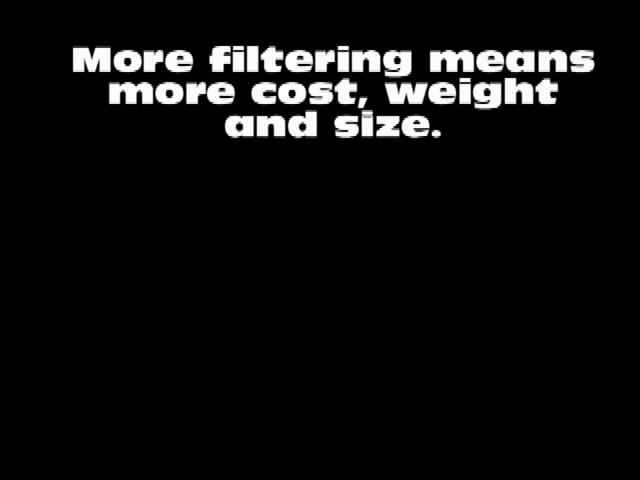 More filtering means
more cost, weight
and size.